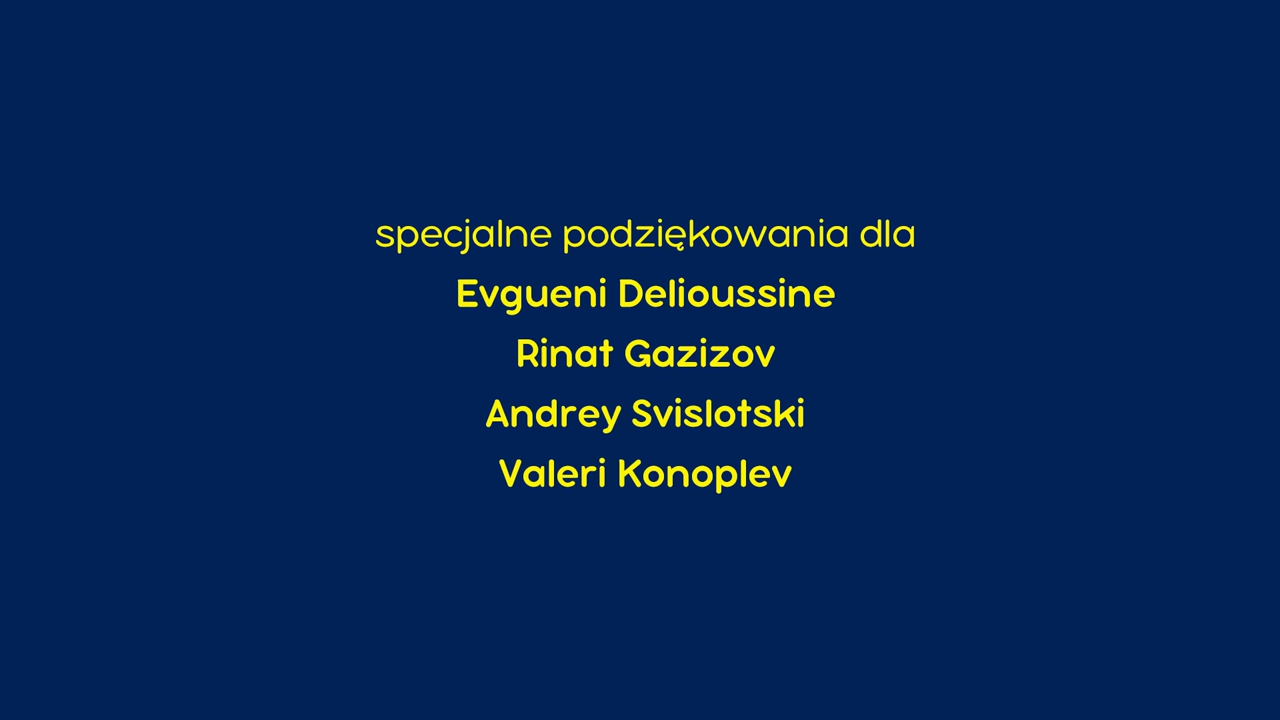 specjalne podziękowania dla
Evgueni Delioussine
Rinat Gazizov
Andrey Svislotski
Valeri Konoplev